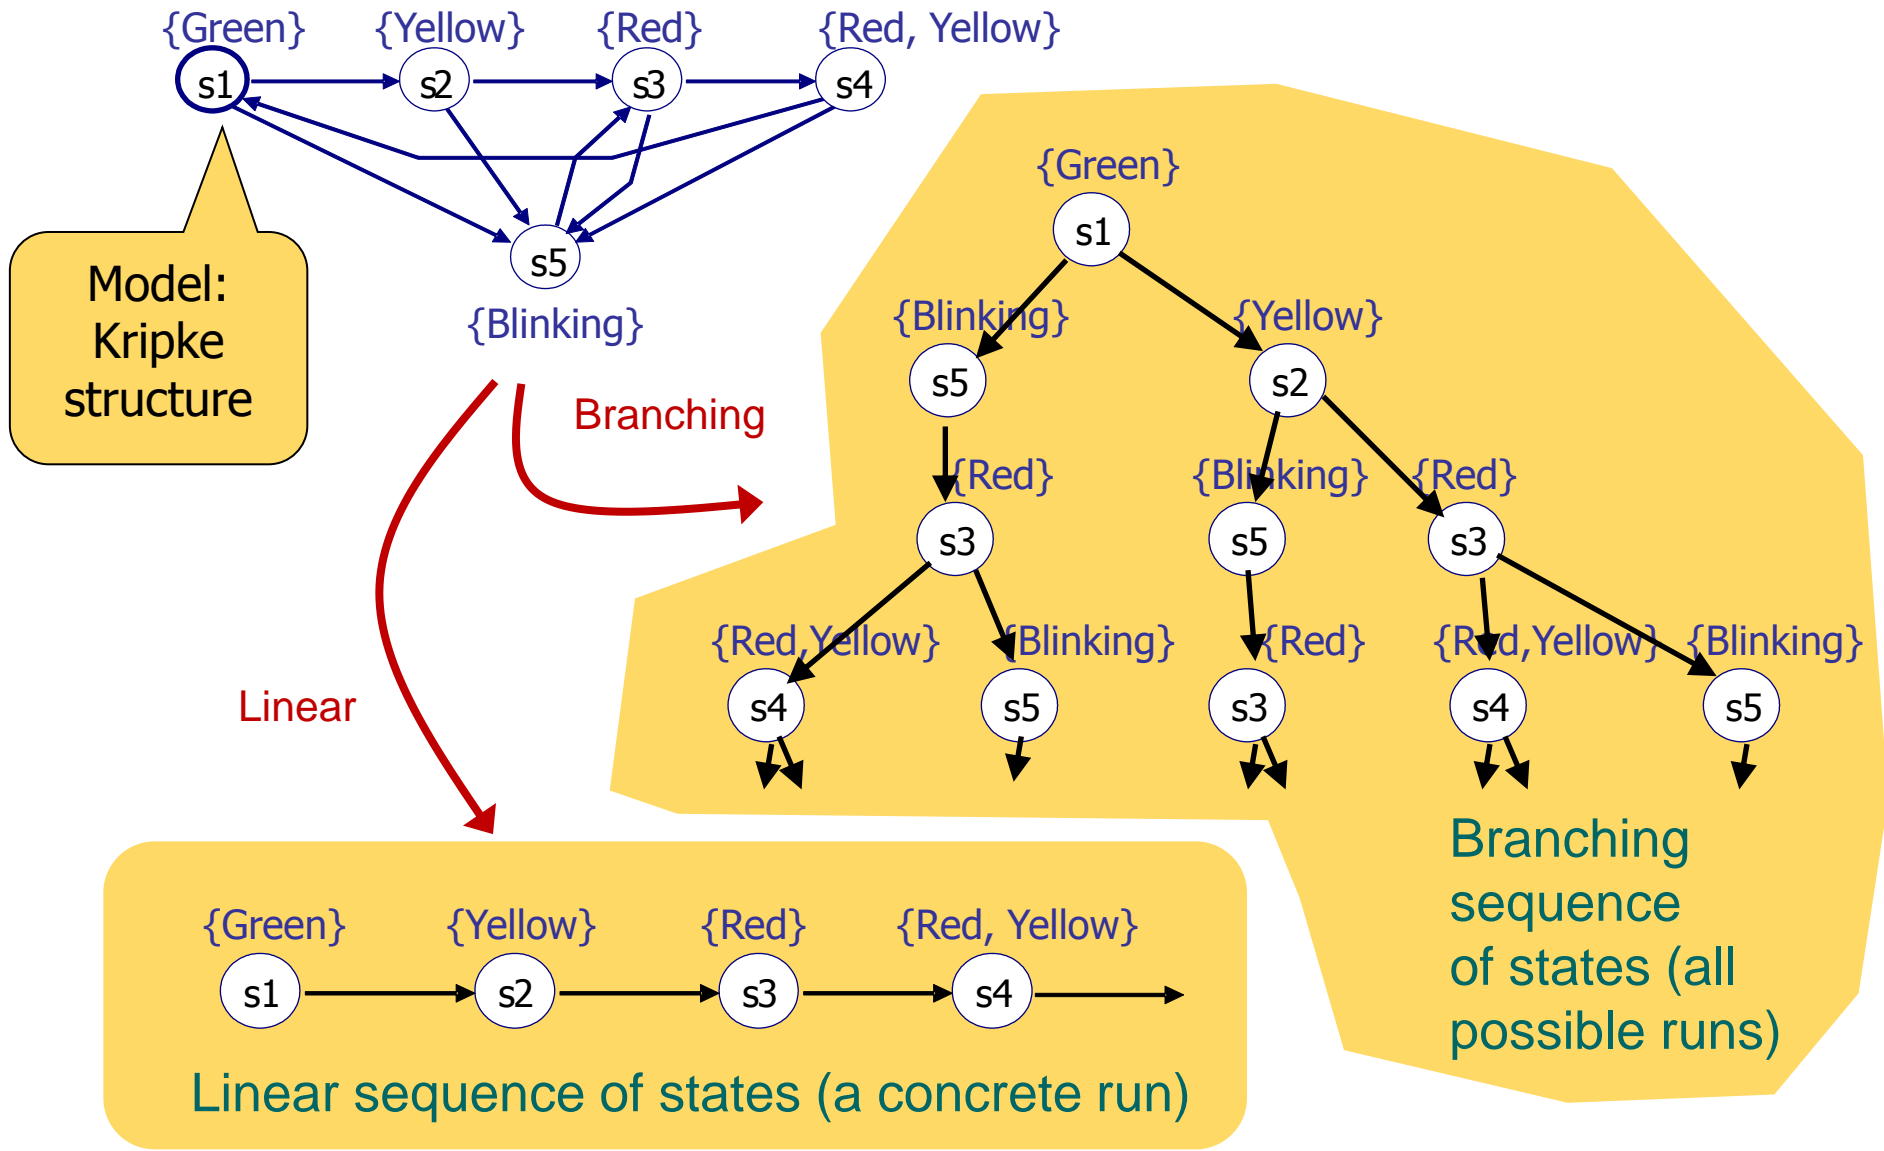 {Green} {Yellow} {Red} {Red, Yellow}
s1 s2 s3 s4
s5
{Blinking}
Model:
Kripke
structure
Branching
Linear
{Green}
s1
{Blinking} {Yellow}
s5 s2
{Red} {Blinking} {Red}
s3 s5 s3
{Red,Yellow} {Blinking} {Red} {Red,Yellow} {Blinking}
s4 s5 s3 s4 s5
Branching
sequence
of states (all
possible runs)
{Green} {Yellow} {Red} {Red, Yellow}
s1 s2 s3 s4
Linear sequence of states (a concrete run)